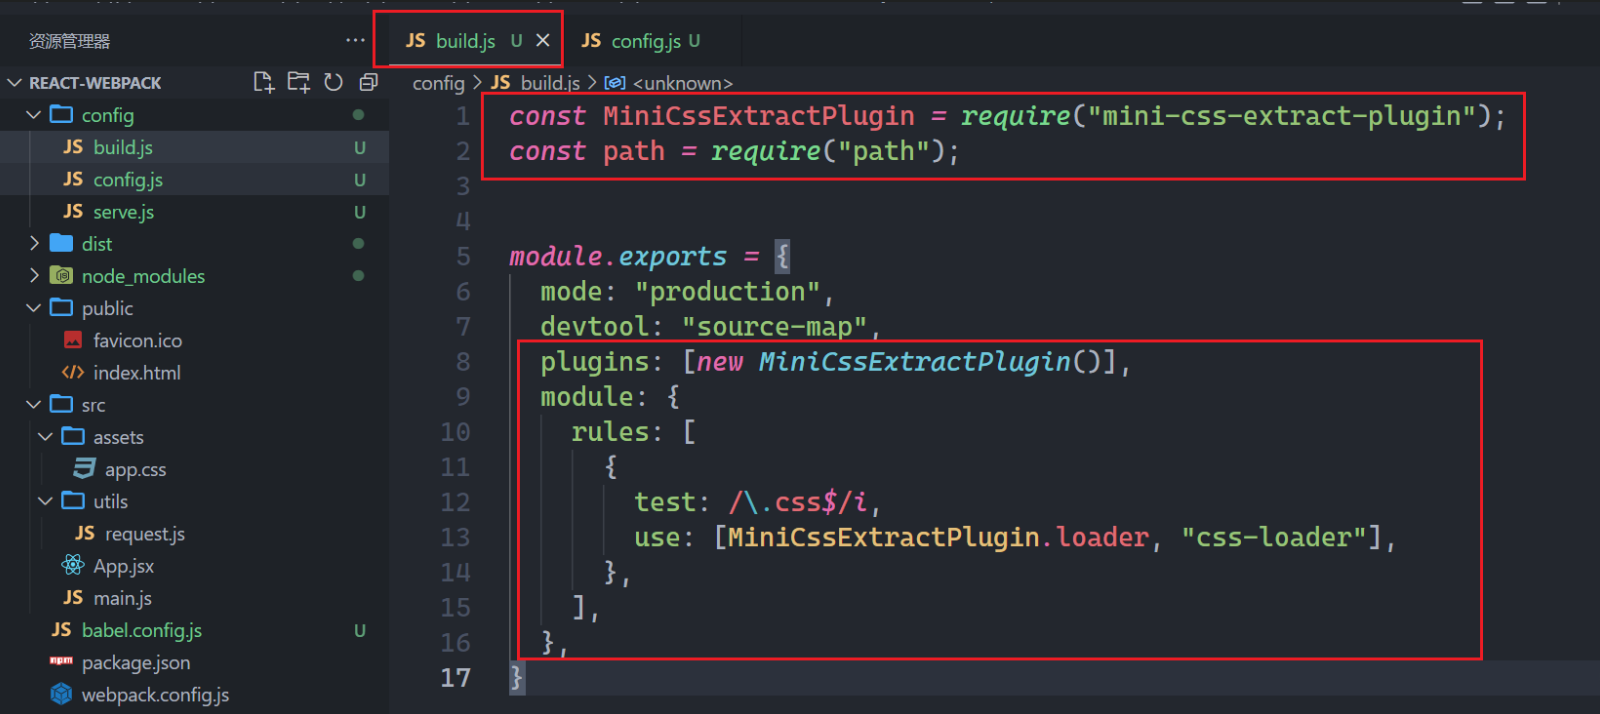 资源管理器 ···
JS build.js U ×
JS config.js U
REACT-WEBPACK
config > JS build.js > <unknown>
config
JS build.js U
JS config.js U
JS serve.js U
dist
node_modules
public
favicon.ico
index.html
src
assets
app.css
utils
JS request.js
App.jsx
JS main.js
JS babel.config.js U
npm package.json
webpack.config.js
1 const MiniCssExtractPlugin = require("mini-css-extract-plugin");
2 const path = require("path");
3
4
5 module.exports = {
6 mode: "production",
7 devtool: "source-map",
8 plugins: [new MiniCssExtractPlugin()],
9 module: {
10 rules: [
11 {
12 test: /\.css$/i,
13 use: [MiniCssExtractPlugin.loader, "css-loader"],
14 },
15 ],
16 },
17 }